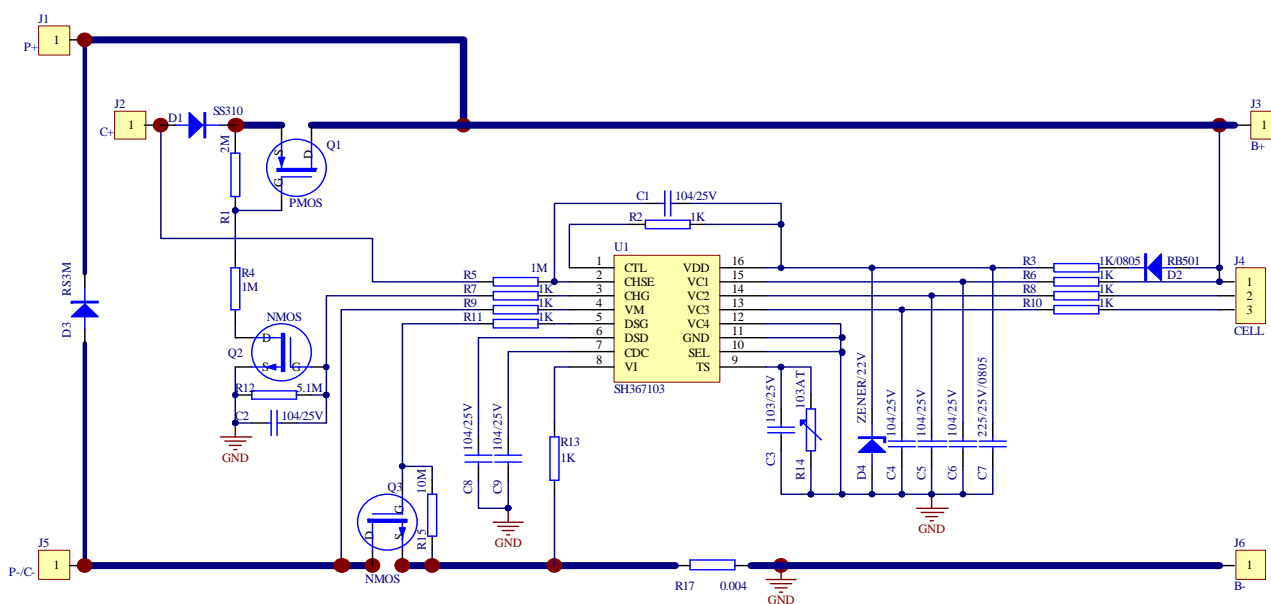 J1
1
P+
J2
1
C+
D1
SS310
2M
R1
S
D
G
Q1
PMOS
J3
1
B+
C1
104/25V
R2
1K
U1
R4
1M
R5
1M
R7
1K
R9
1K
R11
1K
1 CTL VDD 16
2 CHSE VC1 15
3 CHG VC2 14
4 VM VC3 13
5 DSG VC4 12
6 DSD GND 11
7 CDC SEL 10
8 VI TS 9
SH367103
R3
1K/0805
RB501
D2
R6
1K
R8
1K
R10
1K
J4
1
2
3
CELL
RS3M
D3
NMOS
D
Q2
S
G
R12
5.1M
C2
104/25V
GND
104/25V
C8
104/25V
C9
GND
R13
1K
103/25V
C3
103AT
R14
ZENER/22V
D4
104/25V
C4
104/25V
C5
104/25V
C6
225/25V/0805
C7
GND
Q3
G
D
S
10M
R15
NMOS
J5
1
P-/C-
R17
0.004
GND
J6
1
B-